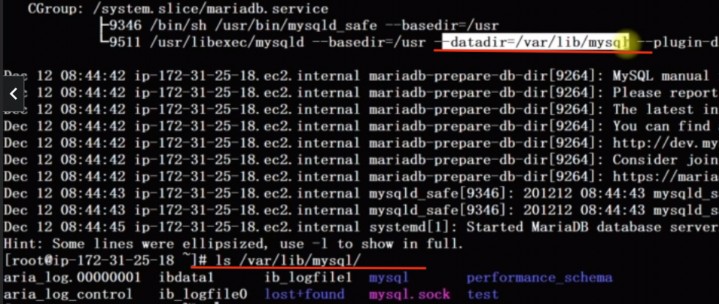 CGroup: /system.slice/mariadb.service
├─9346 /bin/sh /usr/bin/mysqld_safe --basedir=/usr
└─9511 /usr/libexec/mysqld --basedir=/usr --datadir=/var/lib/mysql --plugin-d
Dec 12 08:44:42 ip-172-31-25-18.ec2.internal mariadb-prepare-db-dir[9264]: MySQL manual
Dec 12 08:44:42 ip-172-31-25-18.ec2.internal mariadb-prepare-db-dir[9264]: Please report
Dec 12 08:44:42 ip-172-31-25-18.ec2.internal mariadb-prepare-db-dir[9264]: The latest in
Dec 12 08:44:42 ip-172-31-25-18.ec2.internal mariadb-prepare-db-dir[9264]: You can find
Dec 12 08:44:42 ip-172-31-25-18.ec2.internal mariadb-prepare-db-dir[9264]: http://dev.my
Dec 12 08:44:42 ip-172-31-25-18.ec2.internal mariadb-prepare-db-dir[9264]: Consider join
Dec 12 08:44:42 ip-172-31-25-18.ec2.internal mariadb-prepare-db-dir[9264]: https://maria
Dec 12 08:44:43 ip-172-31-25-18.ec2.internal mysqld_safe[9346]: 201212 08:44:43 mysqld_s
Dec 12 08:44:43 ip-172-31-25-18.ec2.internal mysqld_safe[9346]: 201212 08:44:43 mysqld_s
Dec 12 08:44:45 ip-172-31-25-18.ec2.internal systemd[1]: Started MariaDB database server
Hint: Some lines were ellipsized, use -l to show in full.
[root@ip-172-31-25-18 ~]# ls /var/lib/mysql/
aria_log.00000001 ibdata1 ib_logfile1 mysql performance_schema
aria_log_control ib_logfile0 lost+found mysql.sock test